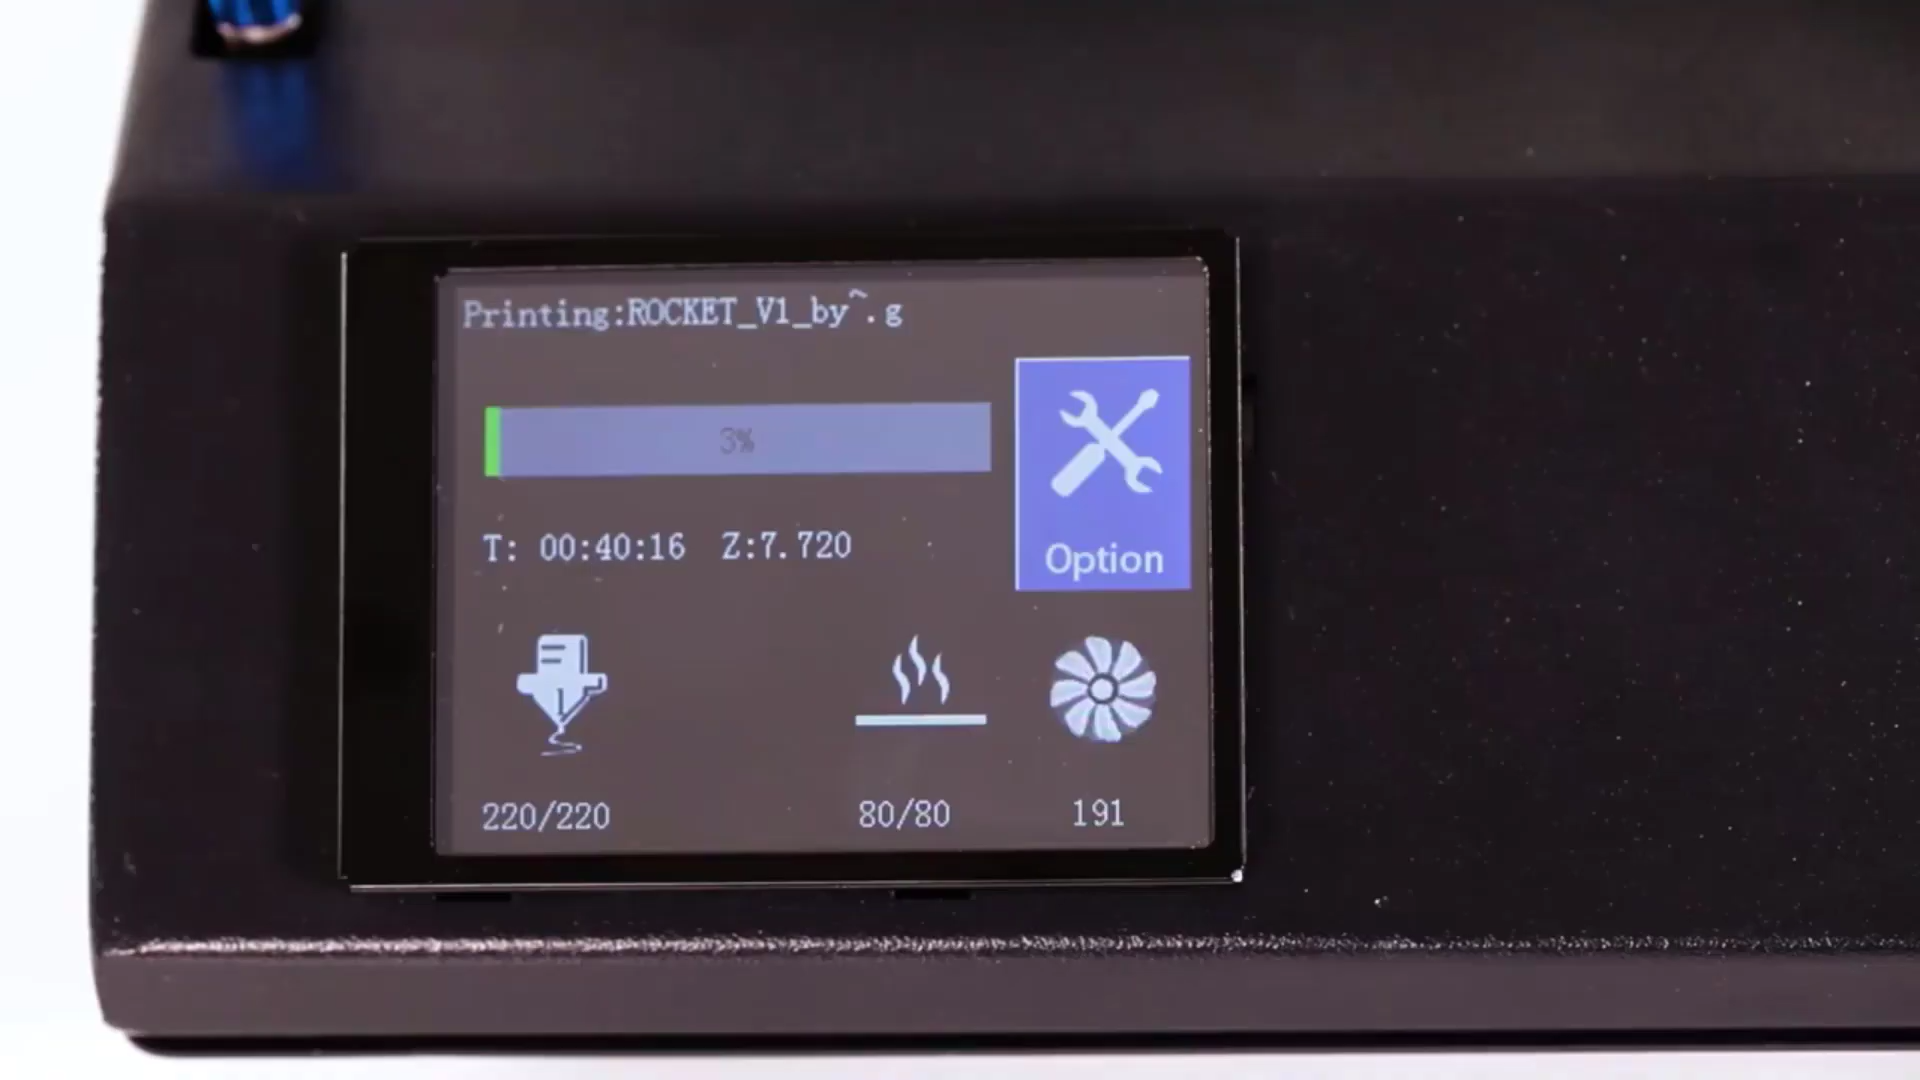 Printing:ROCKET_V1_by~.g
3%
T: 00:40:16 Z:7.720
Option
220/220
80/80
191